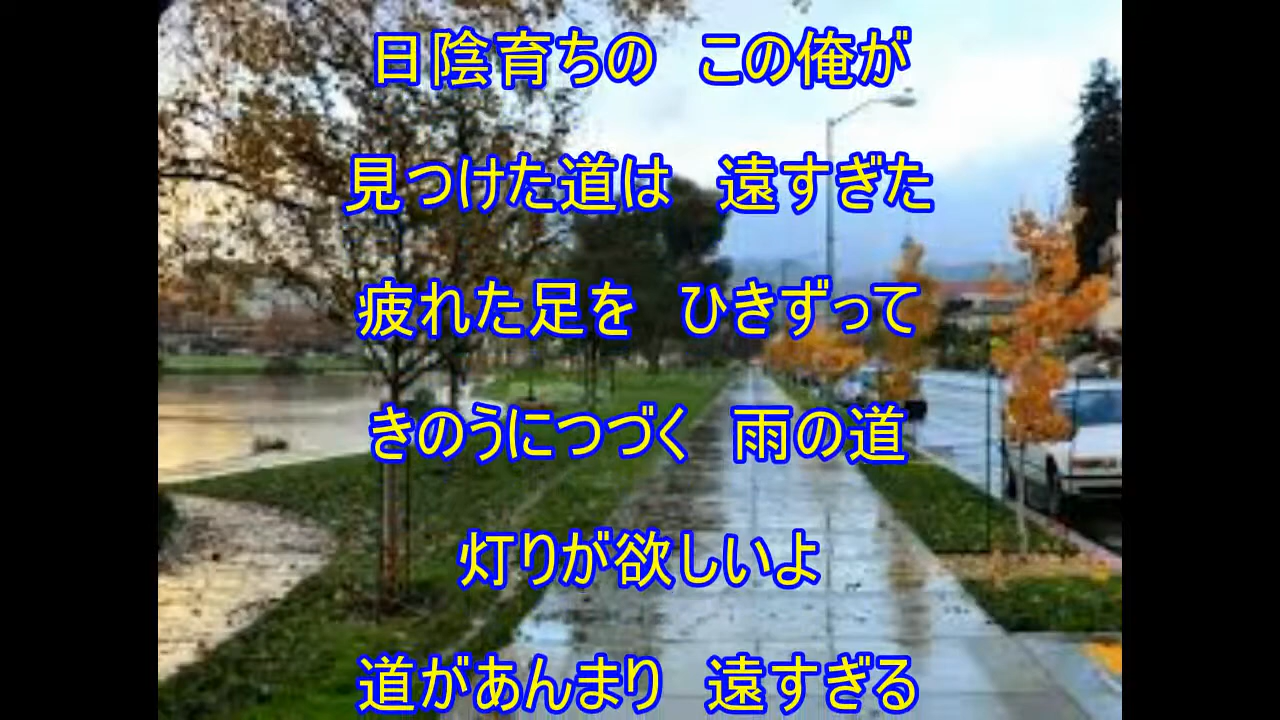 日陰育ちの　この俺が
見つけた道は　遠すぎた
疲れた足を　ひきずって
きのうにつづく　雨の道
灯りが欲しいよ
道があんまり　遠すぎる